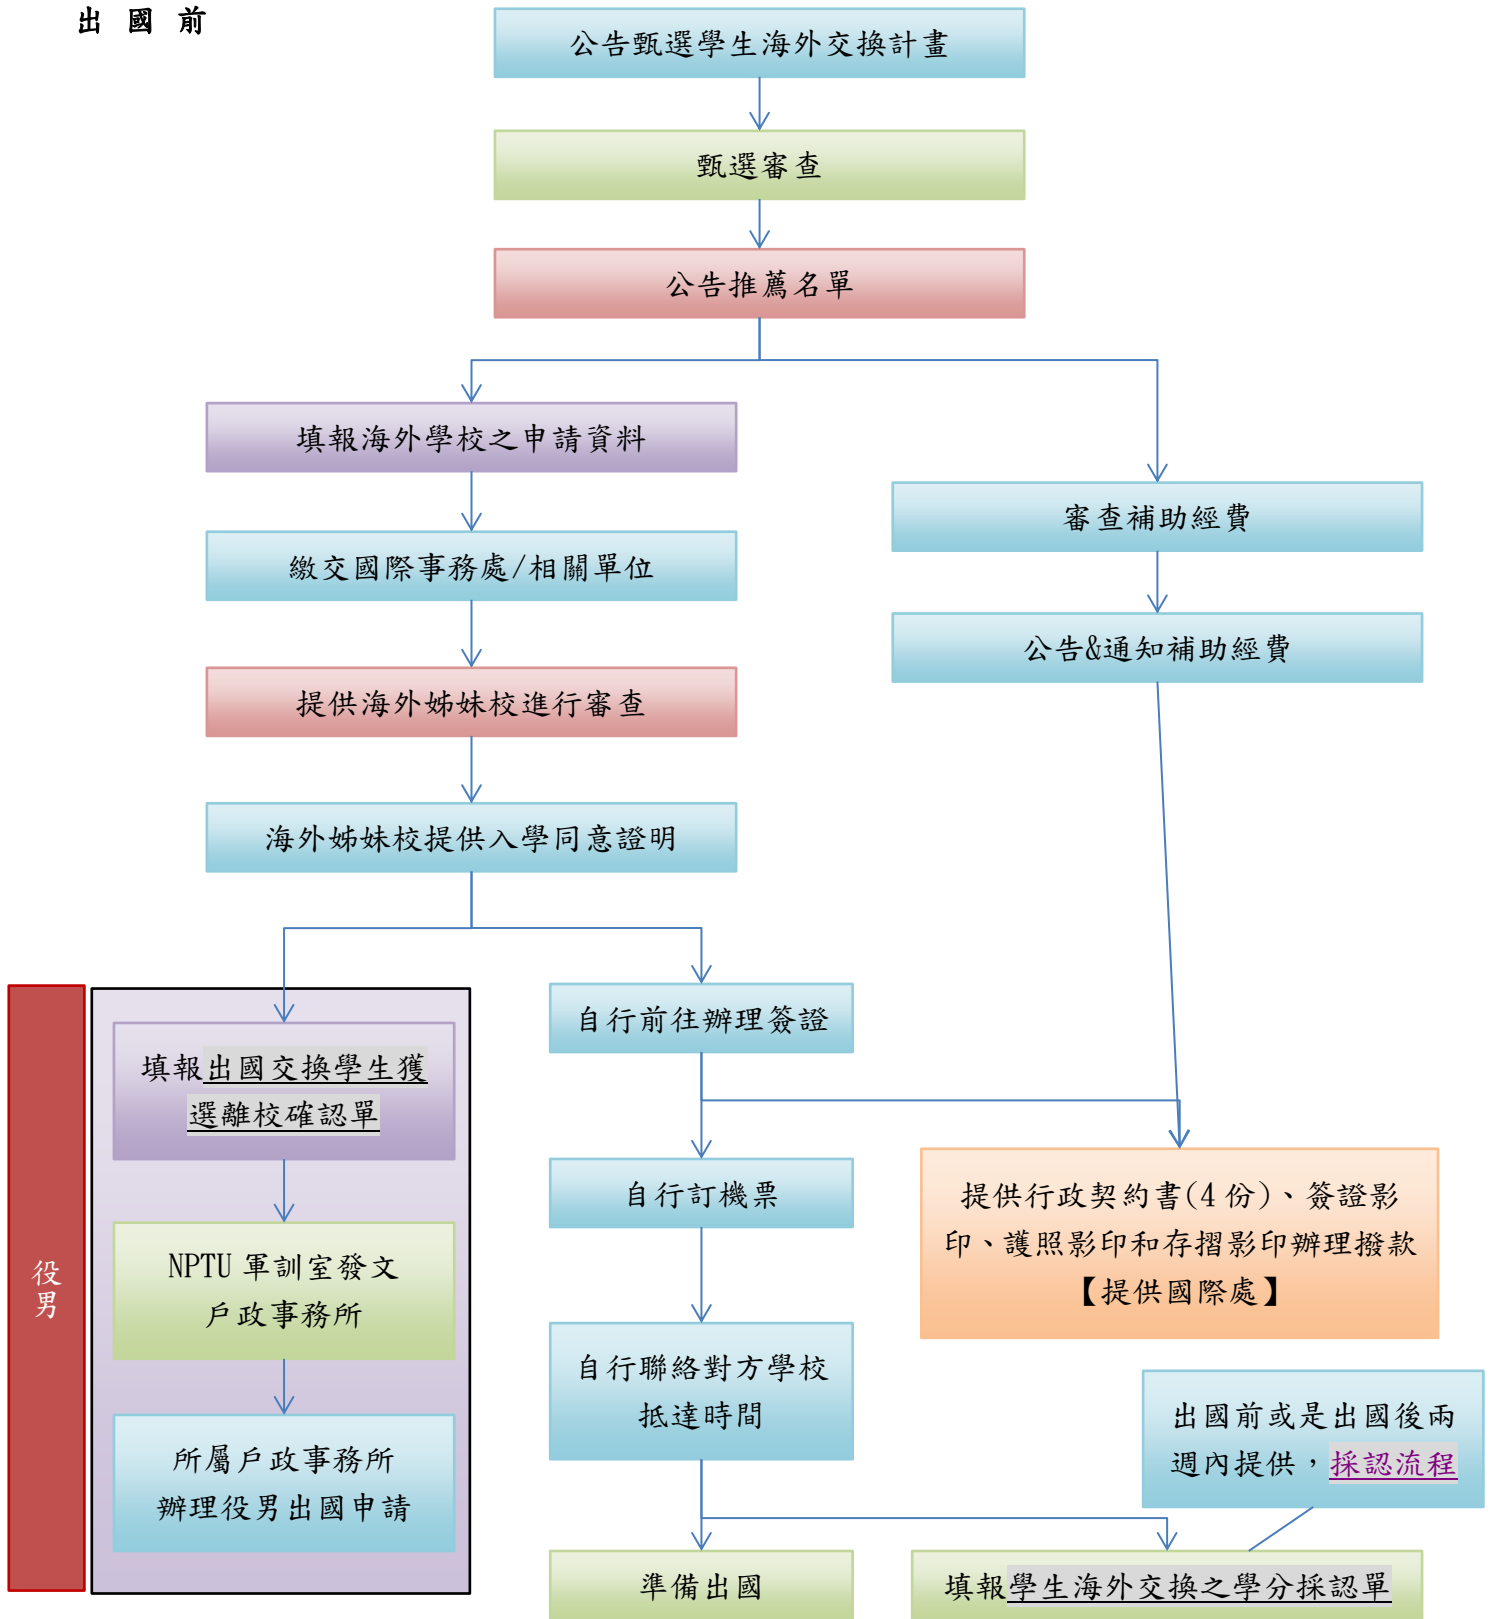 出 國 前
公告甄選學生海外交換計畫
甄選審查
公告推薦名單
填報海外學校之申請資料
審查補助經費
繳交國際事務處/相關單位
公告&通知補助經費
提供海外姊妹校進行審查
海外姊妹校提供入學同意證明
役男
填報出國交換學生獲
選離校確認單
NPTU 軍訓室發文
戶政事務所
所屬戶政事務所
辦理役男出國申請
自行前往辦理簽證
自行訂機票
提供行政契約書(4 份)、簽證影
印、護照影印和存摺影印辦理撥款
【提供國際處】
自行聯絡對方學校
抵達時間
出國前或是出國後兩
週內提供，採認流程
準備出國
填報學生海外交換之學分採認單